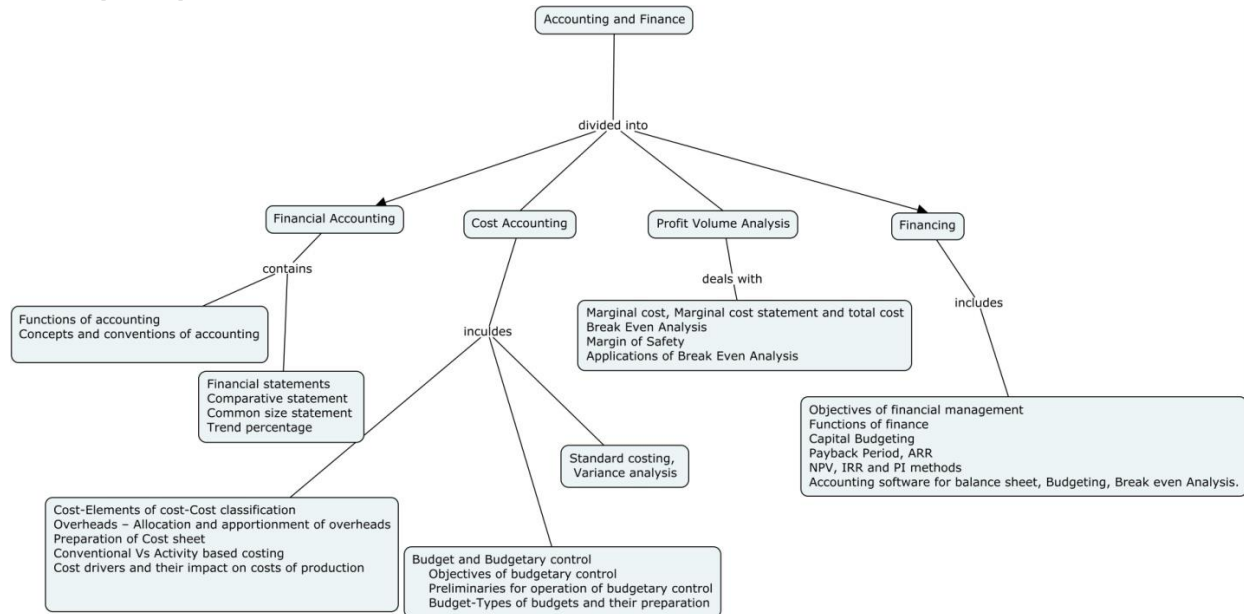 Accounting and Finance
divided into
Financial Accounting
Cost Accounting
Profit Volume Analysis
Financing
contains
deals with
includes
inculdes
Functions of accounting
Concepts and conventions of accounting
Financial statements
Comparative statement
Common size statement
Trend percentage
Marginal cost, Marginal cost statement and total cost
Break Even Analysis
Margin of Safety
Applications of Break Even Analysis
Objectives of financial management
Functions of finance
Capital Budgeting
Payback Period, ARR
NPV, IRR and PI methods
Accounting software for balance sheet, Budgeting, Break even Analysis.
Standard costing,
Variance analysis
Cost-Elements of cost-Cost classification
Overheads – Allocation and apportionment of overheads
Preparation of Cost sheet
Conventional Vs Activity based costing
Cost drivers and their impact on costs of production
Budget and Budgetary control
Objectives of budgetary control
Preliminaries for operation of budgetary control
Budget-Types of budgets and their preparation